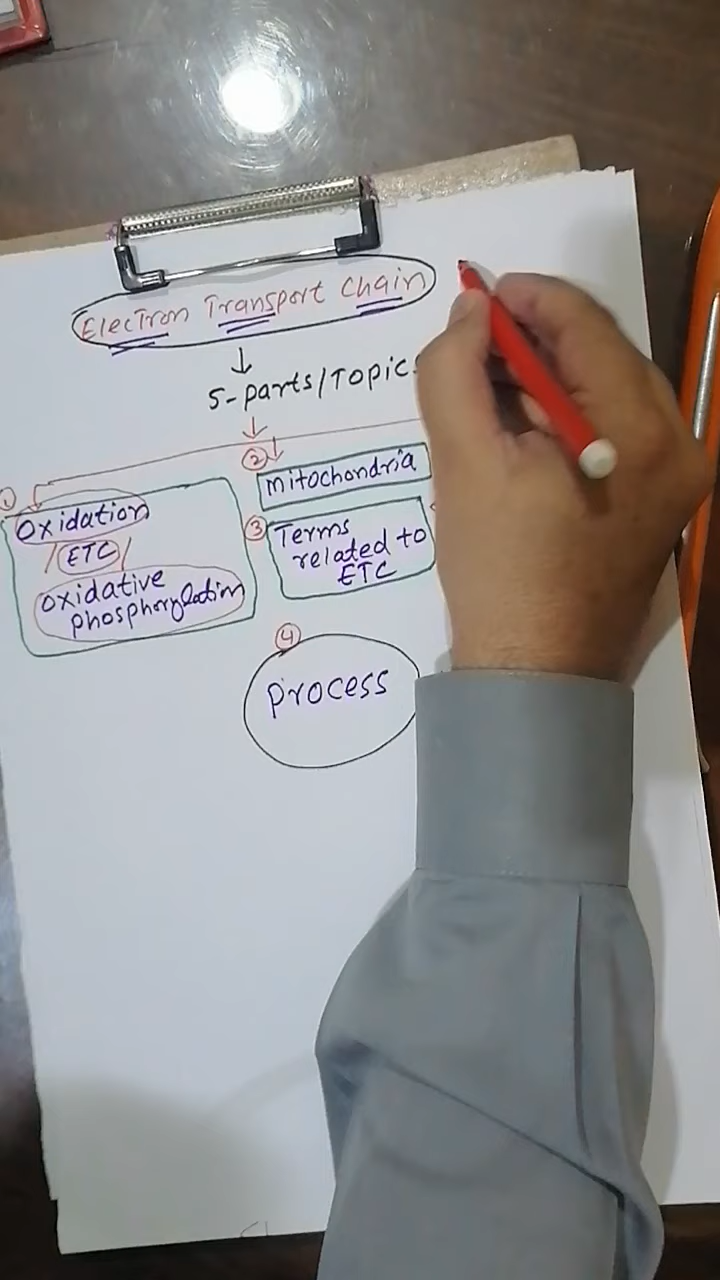 Electron Transport Chain
5-parts/Topic
①
Oxidation
/ETC/
Oxidative
phosphorylation
②
Mitochondria
③
Terms
related to
ETC
④
Process